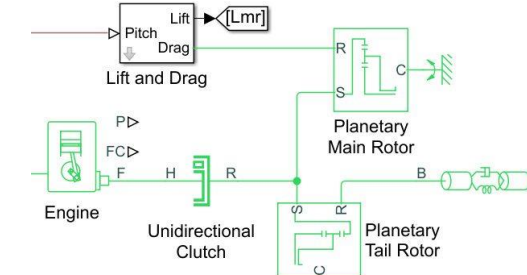 Lift
[Lmr]
Pitch
Drag
Lift and Drag
R
C
S
Planetary
Main Rotor
P
FC
F
H
R
B
Engine
Unidirectional
Clutch
S
R
Planetary
Tail Rotor
C